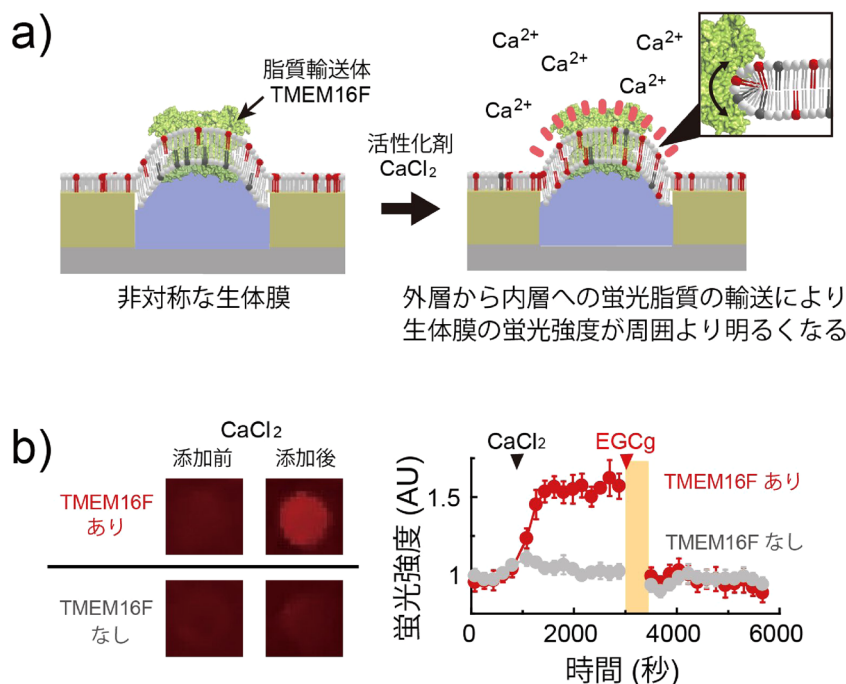 a)
脂質輸送体
TMEM16F
活性化剤
CaCl2
Ca2+
Ca2+
Ca2+
Ca2+
Ca2+
非対称な生体膜
外層から内層への蛍光脂質の輸送により
生体膜の蛍光強度が周囲より明るくなる
b)
CaCl2
添加前 添加後
TMEM16F
あり
TMEM16F
なし
CaCl2 EGCg
TMEM16F あり
TMEM16F なし
蛍光強度 (AU)
1.5
1
0 2000 4000 6000
時間 (秒)